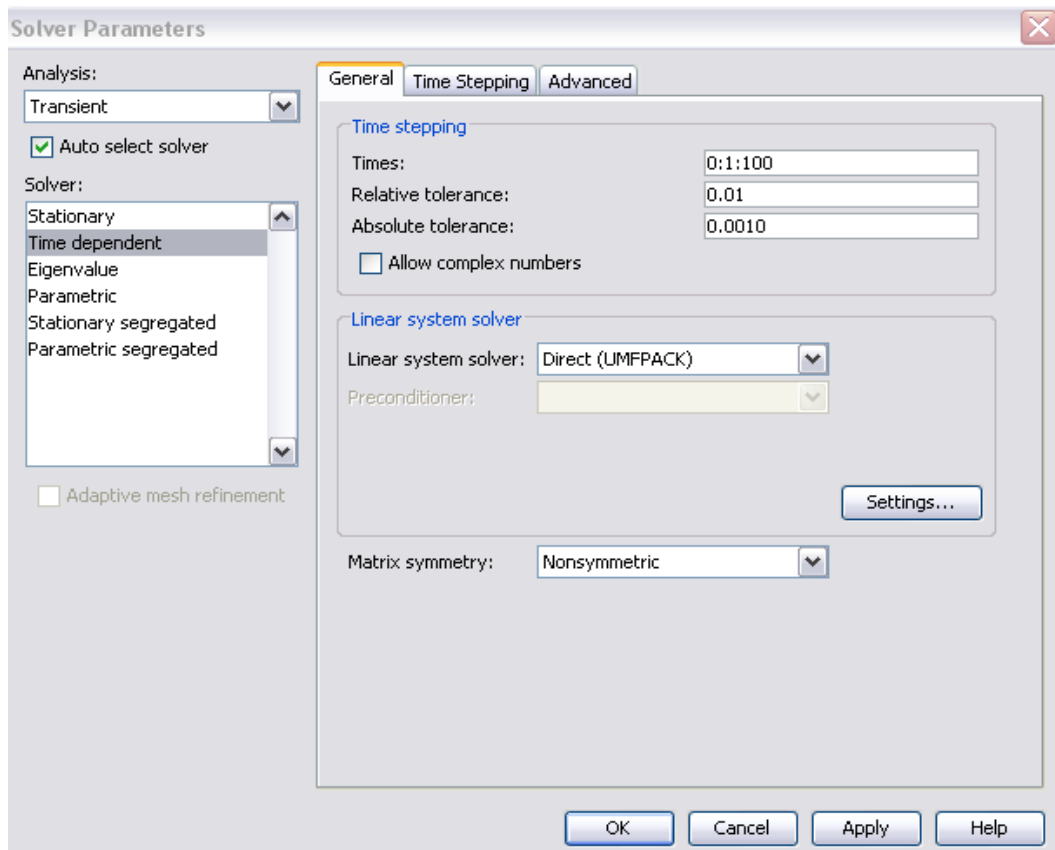 Solver Parameters
Analysis:
Transient
Auto select solver
Solver:
Stationary
Time dependent
Eigenvalue
Parametric
Stationary segregated
Parametric segregated
Adaptive mesh refinement
General Time Stepping Advanced
Time stepping
Times: 0:1:100
Relative tolerance: 0.01
Absolute tolerance: 0.0010
Allow complex numbers
Linear system solver
Linear system solver: Direct (UMFPACK)
Preconditioner:
Settings...
Matrix symmetry: Nonsymmetric
OK Cancel Apply Help